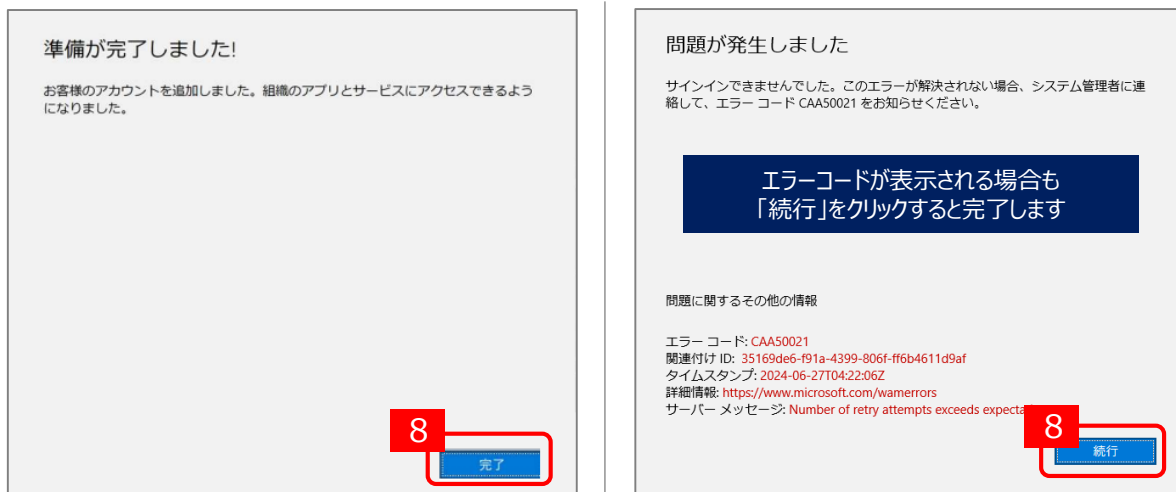 準備が完了しました!
お客様のアカウントを追加しました。組織のアプリとサービスにアクセスできるよう
になりました。
8
完了
問題が発生しました
サインインできませんでした。このエラーが解決されない場合、システム管理者に連
絡して、エラー コード CAA50021 をお知らせください。
エラーコードが表示される場合も
「続行」をクリックすると完了します
問題に関するその他の情報
エラー コード: CAA50021
関連付け ID: 35169de6-f91a-4399-806f-ff6b4611d9af
タイムスタンプ: 2024-06-27T04:22:06Z
詳細情報: https://www.microsoft.com/wamerrors
サーバー メッセージ: Number of retry attempts exceeds
8
続行